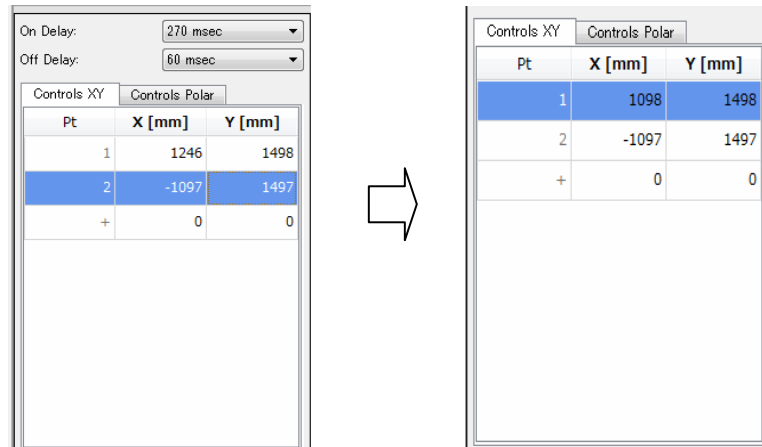 On Delay: 270 msec
Off Delay: 60 msec
Controls XY Controls Polar
Pt X [mm] Y [mm]
1 1246 1498
2 -1097 1497
+ 0 0
Controls XY Controls Polar
Pt X [mm] Y [mm]
1 1098 1498
2 -1097 1497
+ 0 0